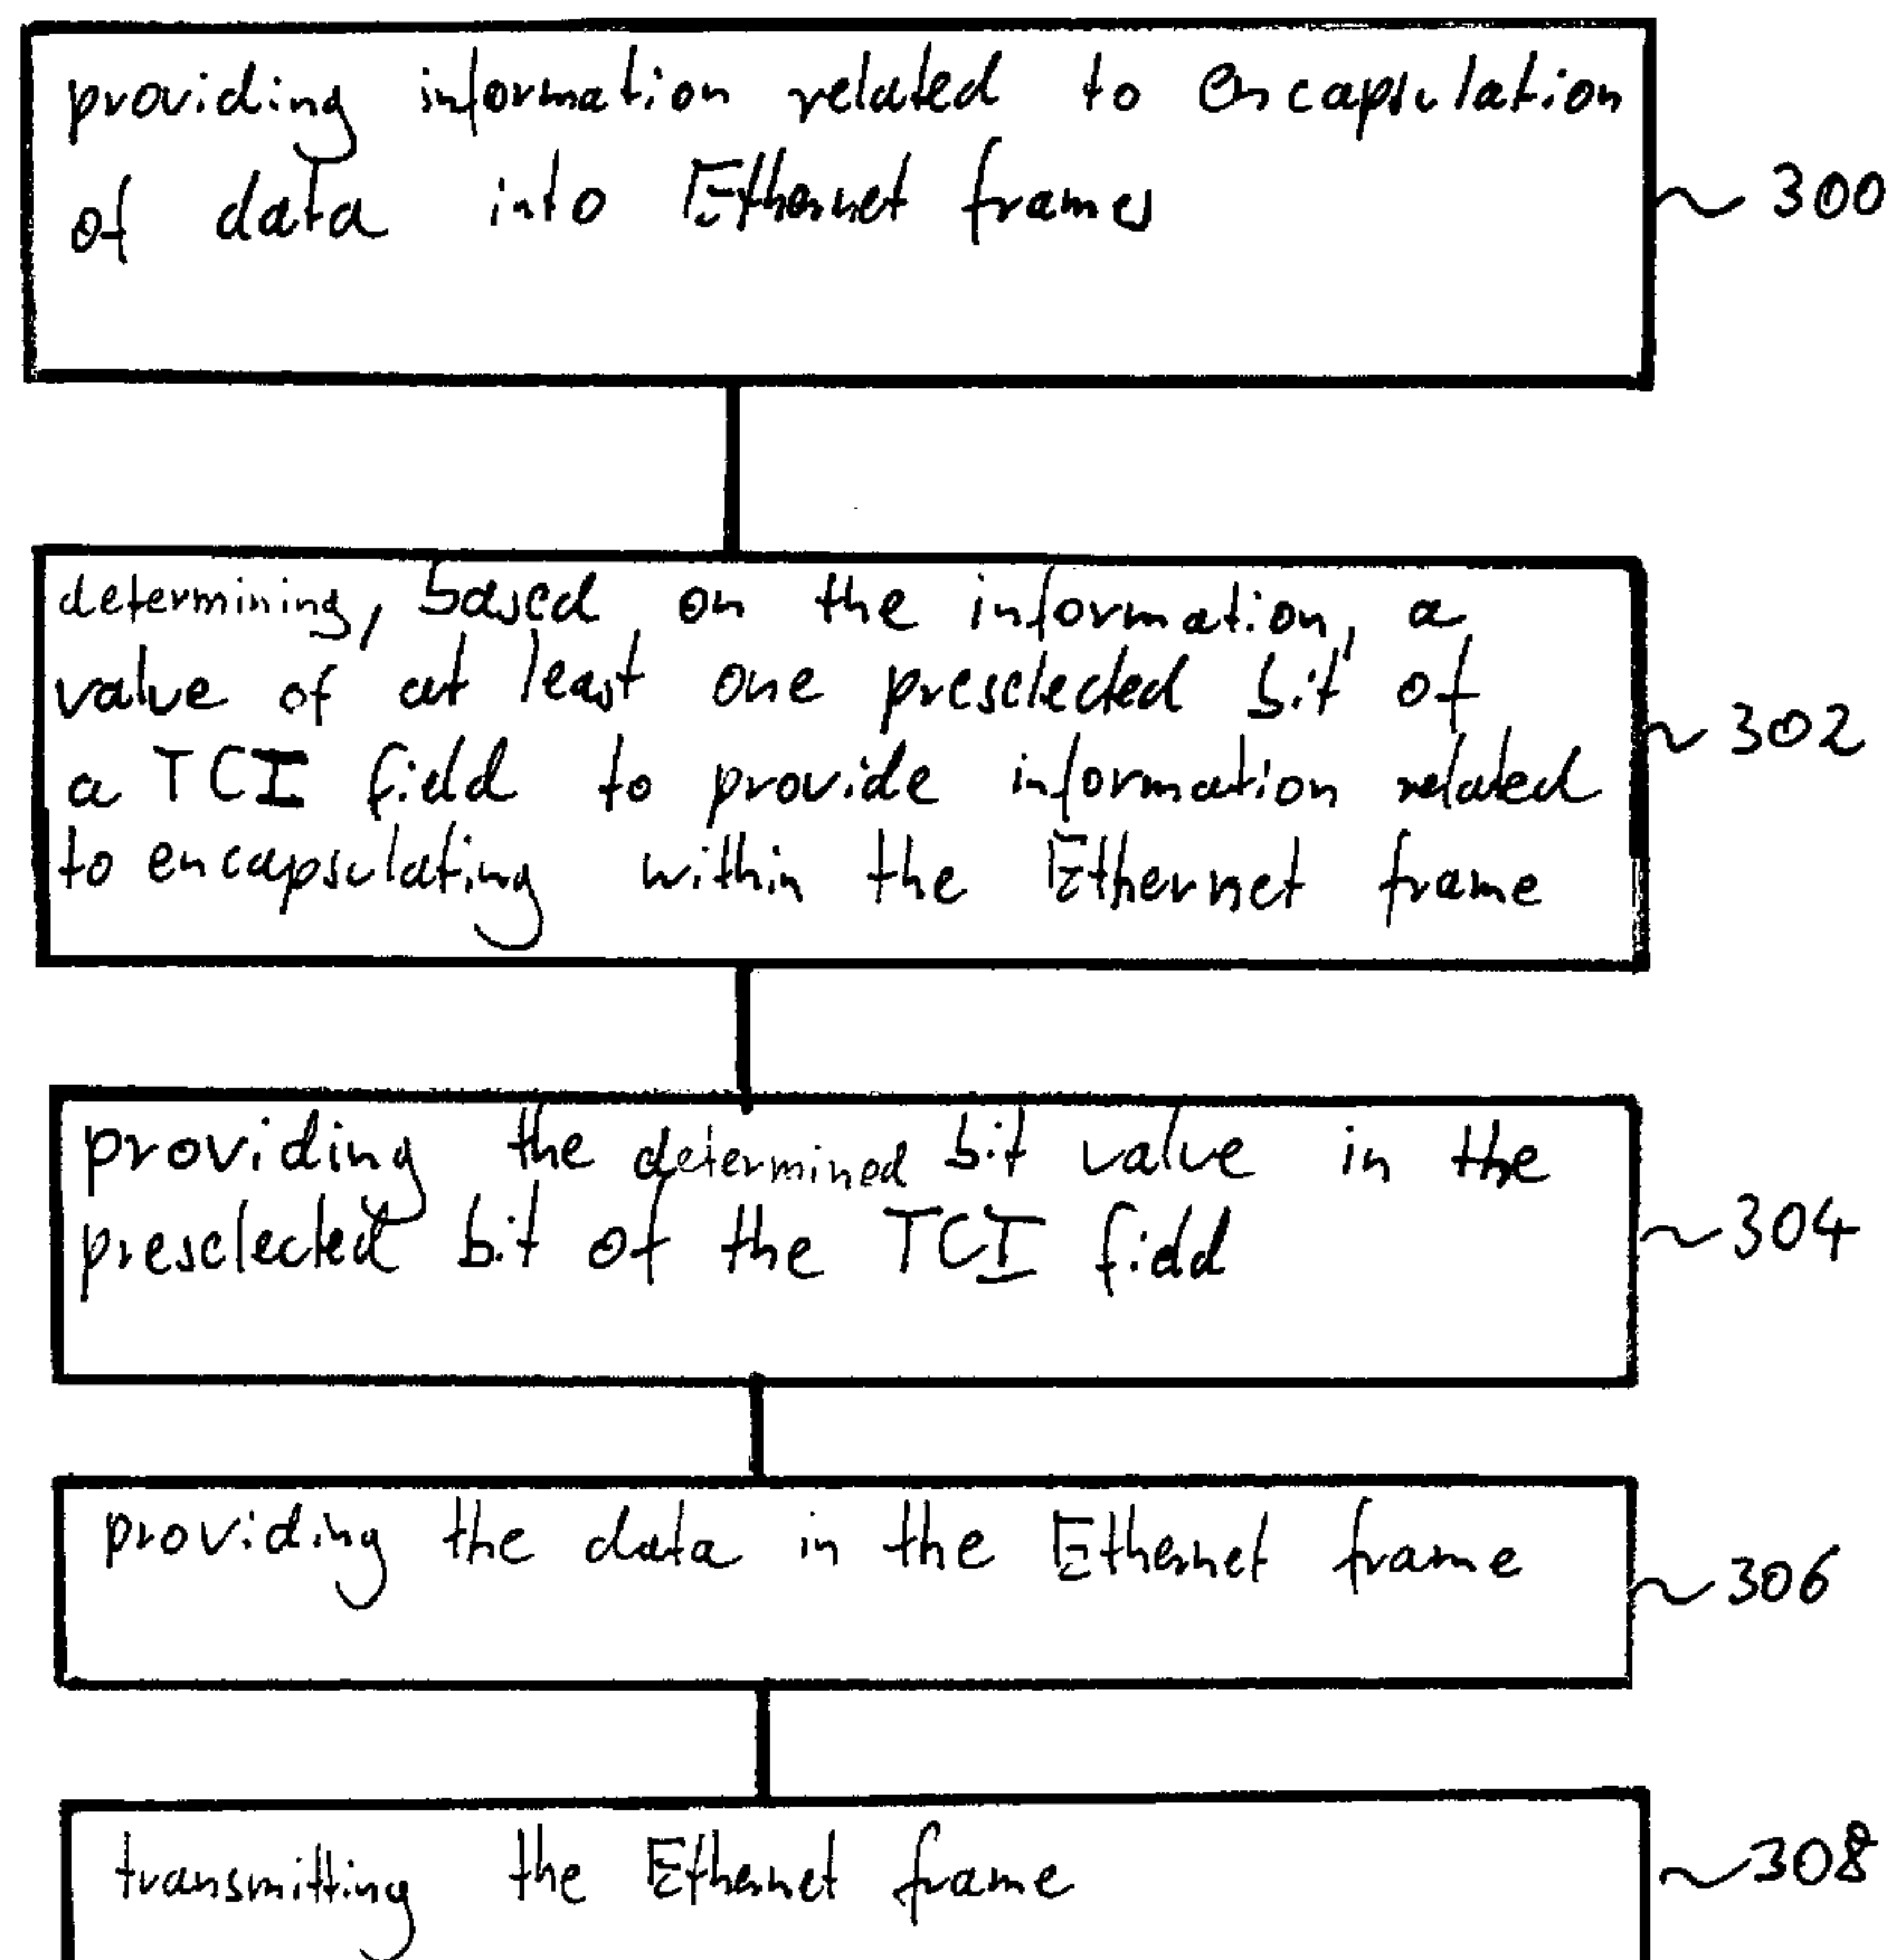 providing information related to encapsulation
of data into Ethernet frames
300
determining, based on the information, a
value of at least one preselected bit of
a TCI field to provide information related
to encapsulating within the Ethernet frame
302
providing the determined bit value in the
preselected bit of the TCI field
304
providing the data in the Ethernet frame
306
transmitting the Ethernet frame
308